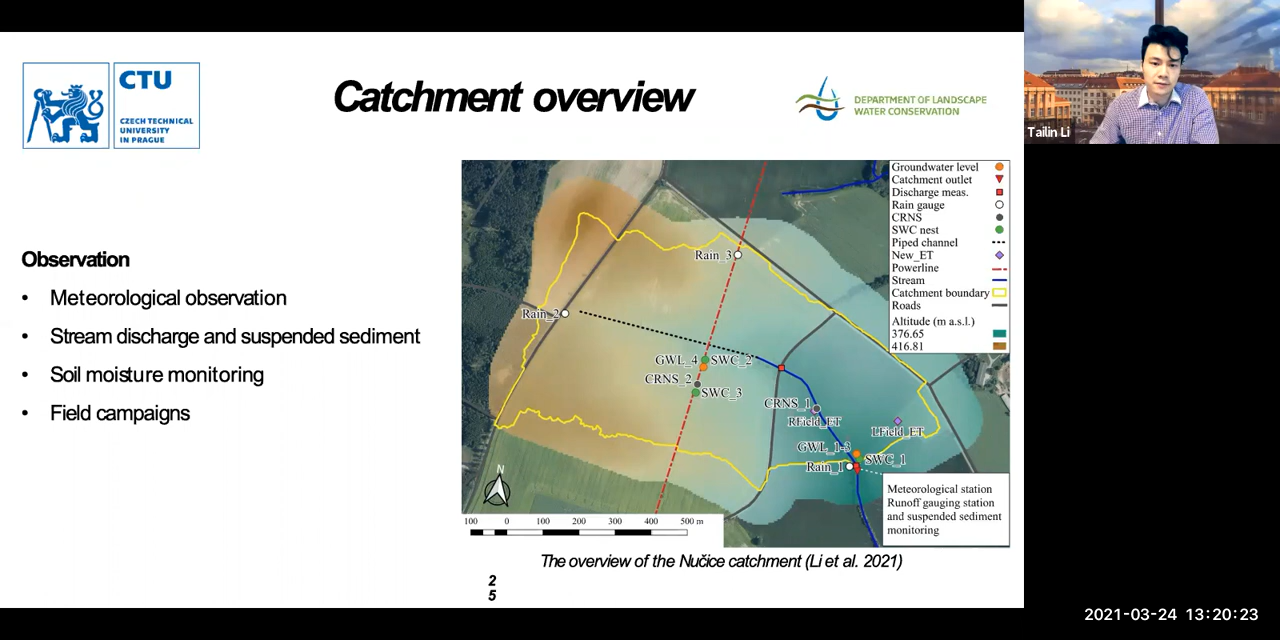 CTU
CZECH TECHNICAL
UNIVERSITY
IN PRAGUE
Catchment overview
DEPARTMENT OF LANDSCAPE
WATER CONSERVATION
Tailin Li
Observation
• Meteorological observation
• Stream discharge and suspended sediment
• Soil moisture monitoring
• Field campaigns
Groundwater level
Catchment outlet
Discharge meas.
Rain gauge
CRNS
SWC nest
Piped channel
New_ET
Powerline
Stream
Catchment boundary
Roads
Altitude (m a.s.l.)
376.65
416.81
Rain_3
Rain_2
GWL_4 SWC_2
CRNS_2
SWC_3
CRNS_1
RField_ET
LField_ET
GWL_1-3
SWC_1
Rain_1
Meteorological station
Runoff gauging station
and suspended sediment
monitoring
N
100 0 100 200 300 400 500 m
The overview of the Nučice catchment (Li et al. 2021)
2
5
2021-03-24 13:20:23